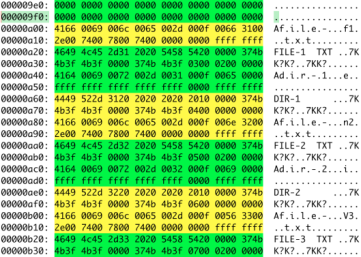 000009e0: 0000 0000 0000 0000 0000 0000 0000 0000 ................
000009f0: 0000 0000 0000 0000 0000 0000 0000 0000 ................
00000a00: 4166 0069 006c 0065 002d 000f 0066 3100 Af.i.l.e.-...f1.
00000a10: 2e00 7400 7800 7400 0000 0000 ffff ffff ..t.x.t.........
00000a20: 4649 4c45 2d31 2020 5458 5420 0000 374b FILE-1  TXT ..7K
00000a30: 4b3f 4b3f 0000 374b 4b3f 0300 0200 0000 K?K?..7KK?......
00000a40: 4164 0069 0072 002d 0031 000f 0065 0000 Ad.i.r.-.1...e..
00000a50: ffff ffff ffff ffff ffff 0000 ffff ffff ................
00000a60: 4449 522d 3120 2020 2020 2010 0000 374b DIR-1      ...7K
00000a70: 4b3f 4b3f 0000 374b 4b3f 0400 0000 0000 K?K?..7KK?......
00000a80: 4166 0069 006c 0065 002d 000f 006e 3200 Af.i.l.e.-...n2.
00000a90: 2e00 7400 7800 7400 0000 0000 ffff ffff ..t.x.t.........
00000aa0: 4649 4c45 2d32 2020 5458 5420 0000 374b FILE-2  TXT ..7K
00000ab0: 4b3f 4b3f 0000 374b 4b3f 0500 0200 0000 K?K?..7KK?......
00000ac0: 4164 0069 0072 002d 0032 000f 0069 0000 Ad.i.r.-.2...i..
00000ad0: ffff ffff ffff ffff ffff 0000 ffff ffff ................
00000ae0: 4449 522d 3220 2020 2020 2010 0000 374b DIR-2      ...7K
00000af0: 4b3f 4b3f 0000 374b 4b3f 0600 0000 0000 K?K?..7KK?......
00000b00: 4166 0069 006c 0065 002d 000f 0056 3300 Af.i.l.e.-...V3.
00000b10: 2e00 7400 7800 7400 0000 0000 ffff ffff ..t.x.t.........
00000b20: 4649 4c45 2d33 2020 5458 5420 0000 374b FILE-3  TXT ..7K
00000b30: 4b3f 4b3f 0000 374b 4b3f 0700 0200 0000 K?K?..7KK?......